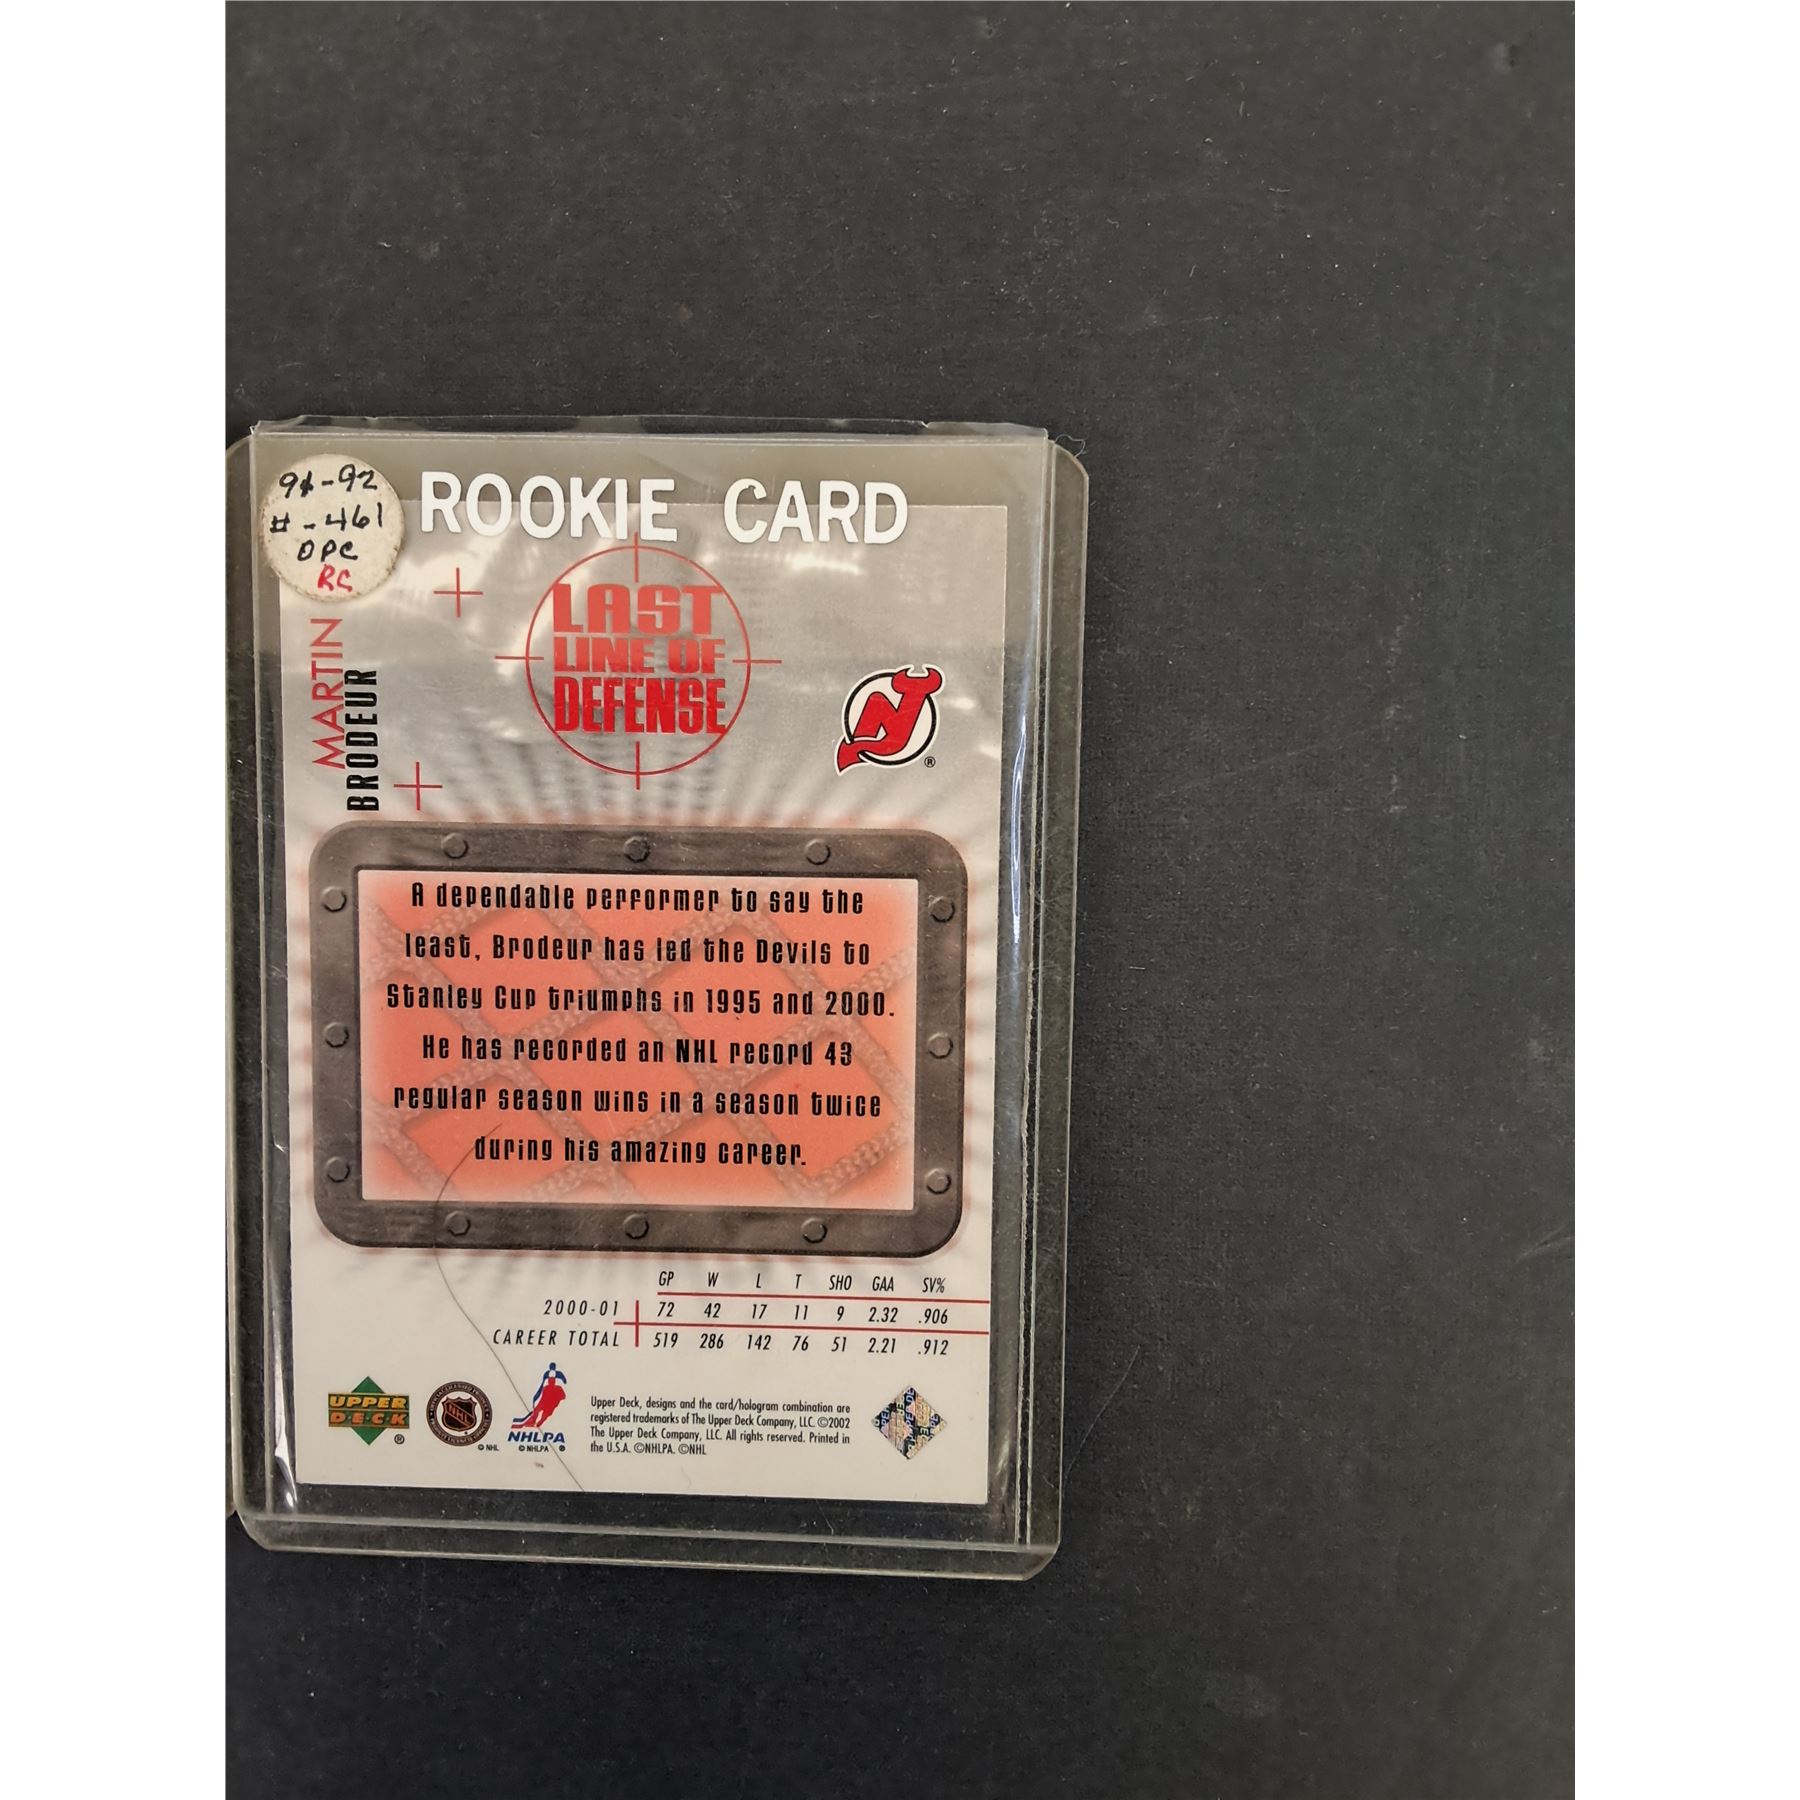 91-92
#-461
OPC
RC
ROOKIE CARD
LAST
LINE OF
DEFENSE
MARTIN
BRODEUR
NJ
®
A dependable performer to say the
least, Brodeur has led the Devils to
Stanley Cup triumphs in 1995 and 2000.
He has recorded an NHL record 43
regular season wins in a season twice
during his amazing career.
GP W L T SHO GAA SV%
2000-01 72 42 17 11 9 2.32 .906
CAREER TOTAL 519 286 142 76 51 2.21 .912
UPPER
DECK
®
NHL
© NHL
NHLPA
© NHLPA ®
Upper Deck, designs and the card/hologram combination are
registered trademarks of The Upper Deck Company, LLC. ©2002
The Upper Deck Company, LLC. All rights reserved. Printed in
the U.S.A. ©NHLPA. ©NHL